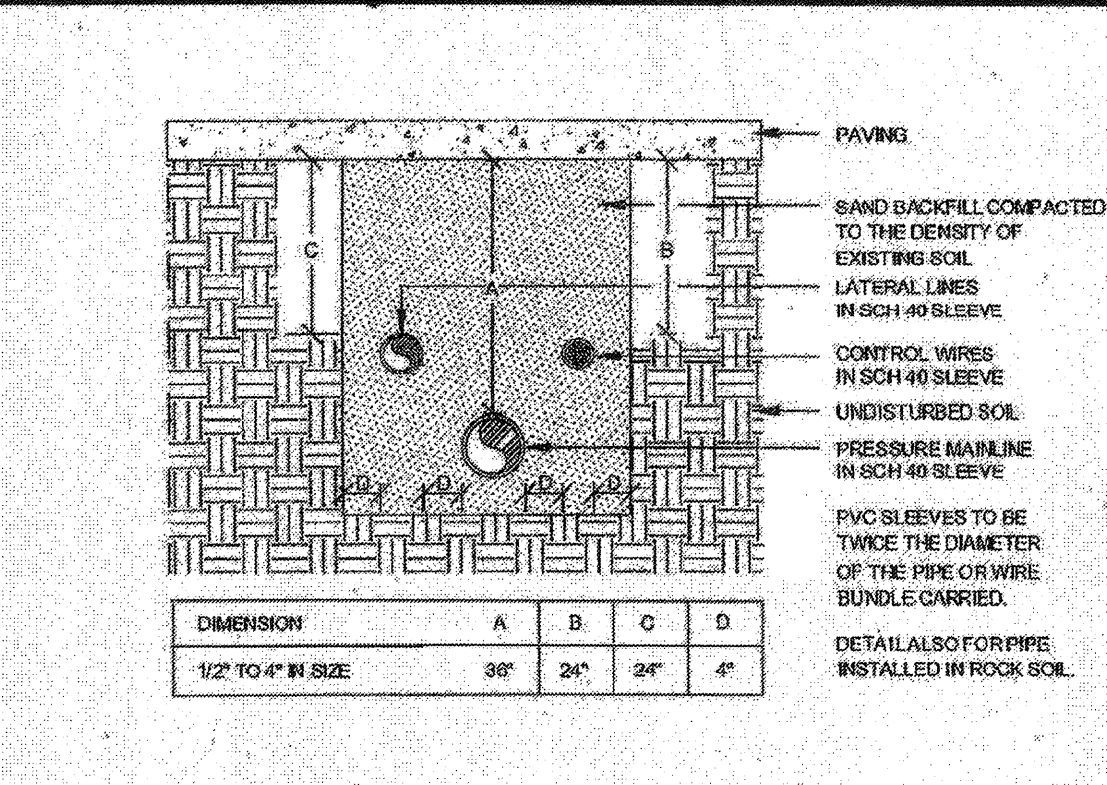 PAVING
SAND BACKFILL COMPACTED
TO THE DENSITY OF
EXISTING SOIL
C
B
A
LATERAL LINES
IN SCH 40 SLEEVE
CONTROL WIRES
IN SCH 40 SLEEVE
UNDISTURBED SOIL
PRESSURE MAINLINE
IN SCH 40 SLEEVE
D D D D
PVC SLEEVES TO BE
TWICE THE DIAMETER
OF THE PIPE OR WIRE
BUNDLE CARRIED.
DETAIL ALSO FOR PIPE
INSTALLED IN ROCK SOIL.
DIMENSION A B C D
1/2" TO 4" IN SIZE 36" 24" 24" 4"